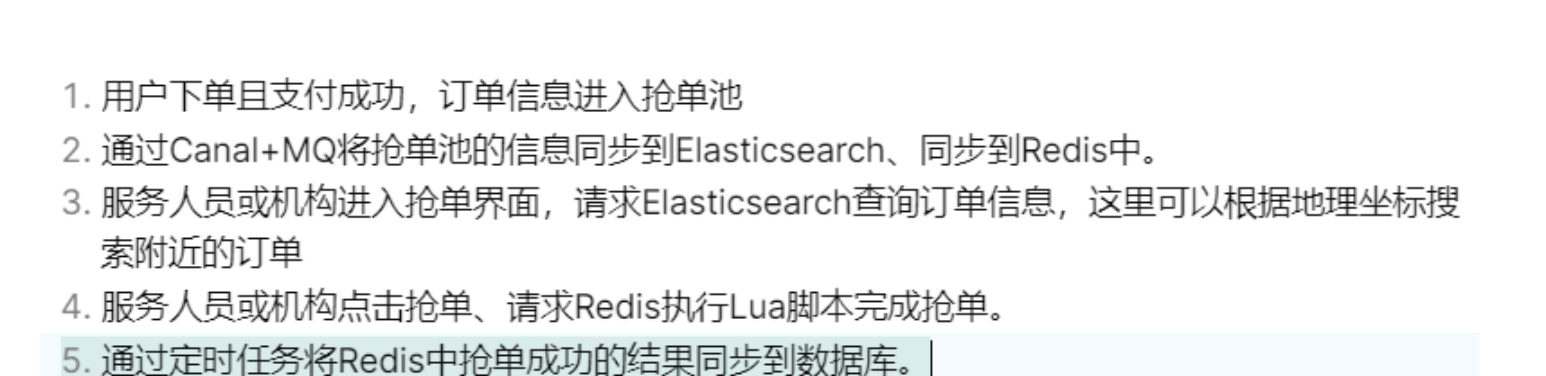 1. 用户下单且支付成功，订单信息进入抢单池
2. 通过Canal+MQ将抢单池的信息同步到Elasticsearch、同步到Redis中。
3. 服务人员或机构进入抢单界面，请求Elasticsearch查询订单信息，这里可以根据地理坐标搜
索附近的订单
4. 服务人员或机构点击抢单、请求Redis执行Lua脚本完成抢单。
5. 通过定时任务将Redis中抢单成功的结果同步到数据库。